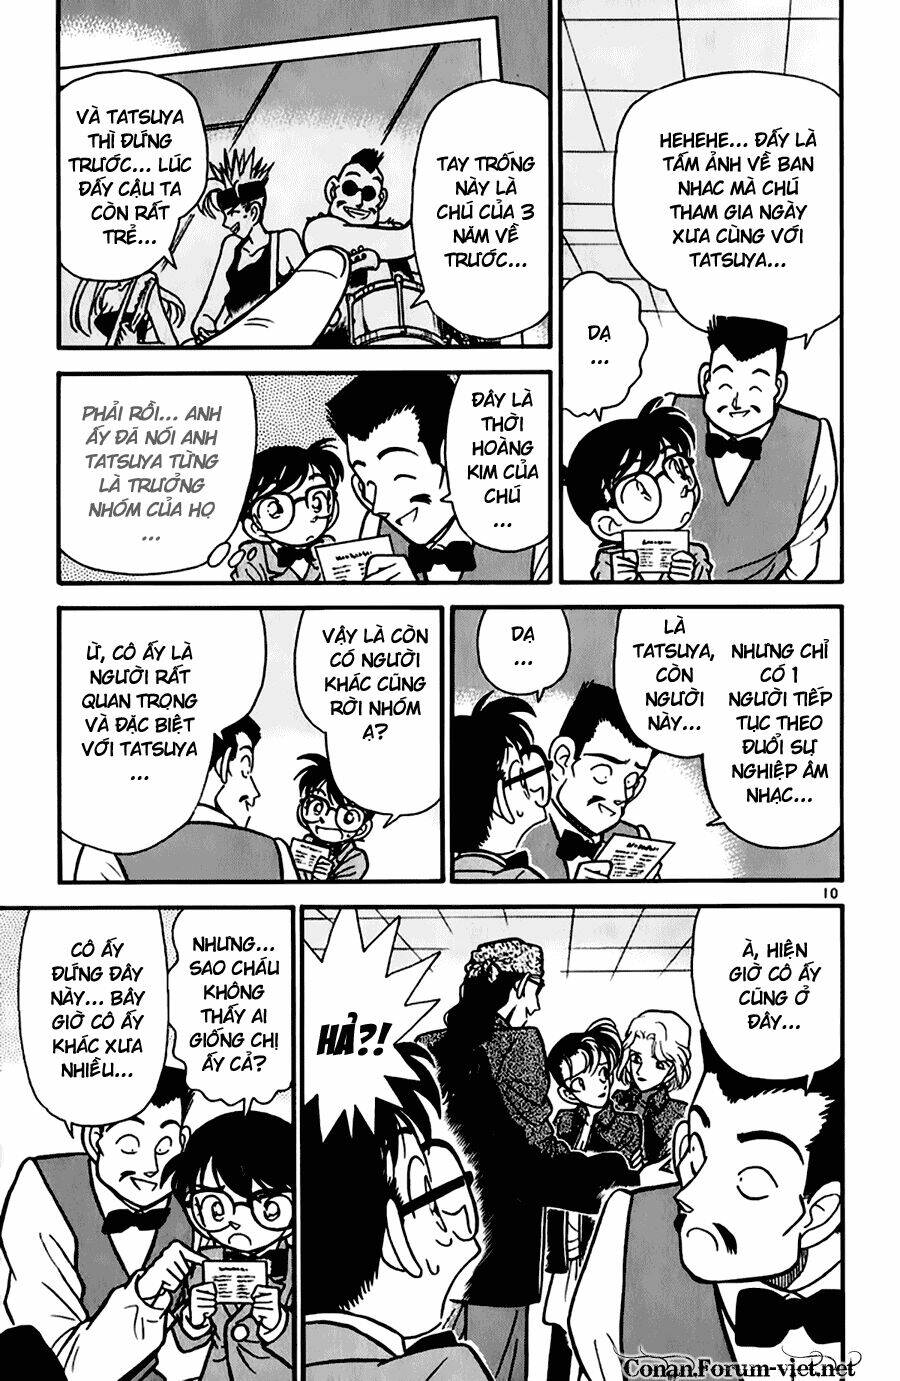 HEHEHE... ĐẤY LÀ
TẤM ẢNH VỀ BAN
NHẠC MÀ CHÚ
THAM GIA NGÀY
XƯA CÙNG VỚI
TATSUYA...
DẠ
...
TAY TRỐNG
NÀY LÀ
CHÚ CỦA 3
NĂM VỀ
TRƯỚC...
VÀ TATSUYA
THÌ ĐỨNG
TRƯỚC... LÚC
ĐẤY CẬU TA
CÒN RẤT
TRẺ...
ĐÂY LÀ
THỜI
HOÀNG
KIM CỦA
CHÚ
...
PHẢI RỒI... ANH
ẤY ĐÃ NÓI ANH
TATSUYA TỪNG
LÀ TRƯỞNG
NHÓM CỦA HỌ
...
NHƯNG CHỈ
CÓ 1
NGƯỜI TIẾP
TỤC THEO
ĐUỔI SỰ
NGHIỆP ÂM
NHẠC...
LÀ
TATSUYA,
CÒN
NGƯỜI
NÀY...
DẠ
...
VẬY LÀ CÒN
CÓ NGƯỜI
KHÁC CŨNG
RỜI NHÓM
Ạ?
Ừ, CÔ ẤY LÀ
NGƯỜI RẤT
QUAN TRỌNG
VÀ ĐẶC BIỆT
VỚI TATSUYA
...
10
À, HIỆN
GIỜ CÔ ẤY
CŨNG Ở
ĐÂY...
HẢ?!
NHƯNG...
SAO CHÁU
KHÔNG
THẤY AI
GIỐNG CHỊ
ẤY CẢ?
CÔ ẤY
ĐỨNG ĐÂY
NÀY... BÂY
GIỜ CÔ ẤY
KHÁC XƯA
NHIỀU...
Conan.Forum-viet.net